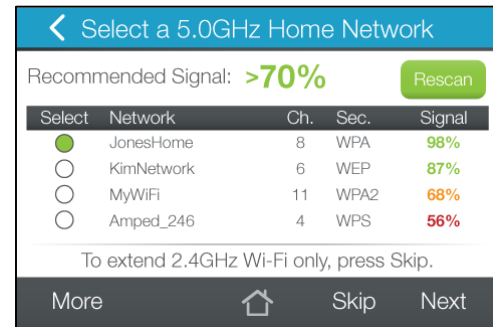 Select a 5.0GHz Home Network
Recommended Signal: >70% Rescan
Select Network Ch. Sec. Signal
JonesHome 8 WPA 98%
KimNetwork 6 WEP 87%
MyWiFi 11 WPA2 68%
Amped_246 4 WPS 56%
To extend 2.4GHz Wi-Fi only, press Skip.
More Skip Next